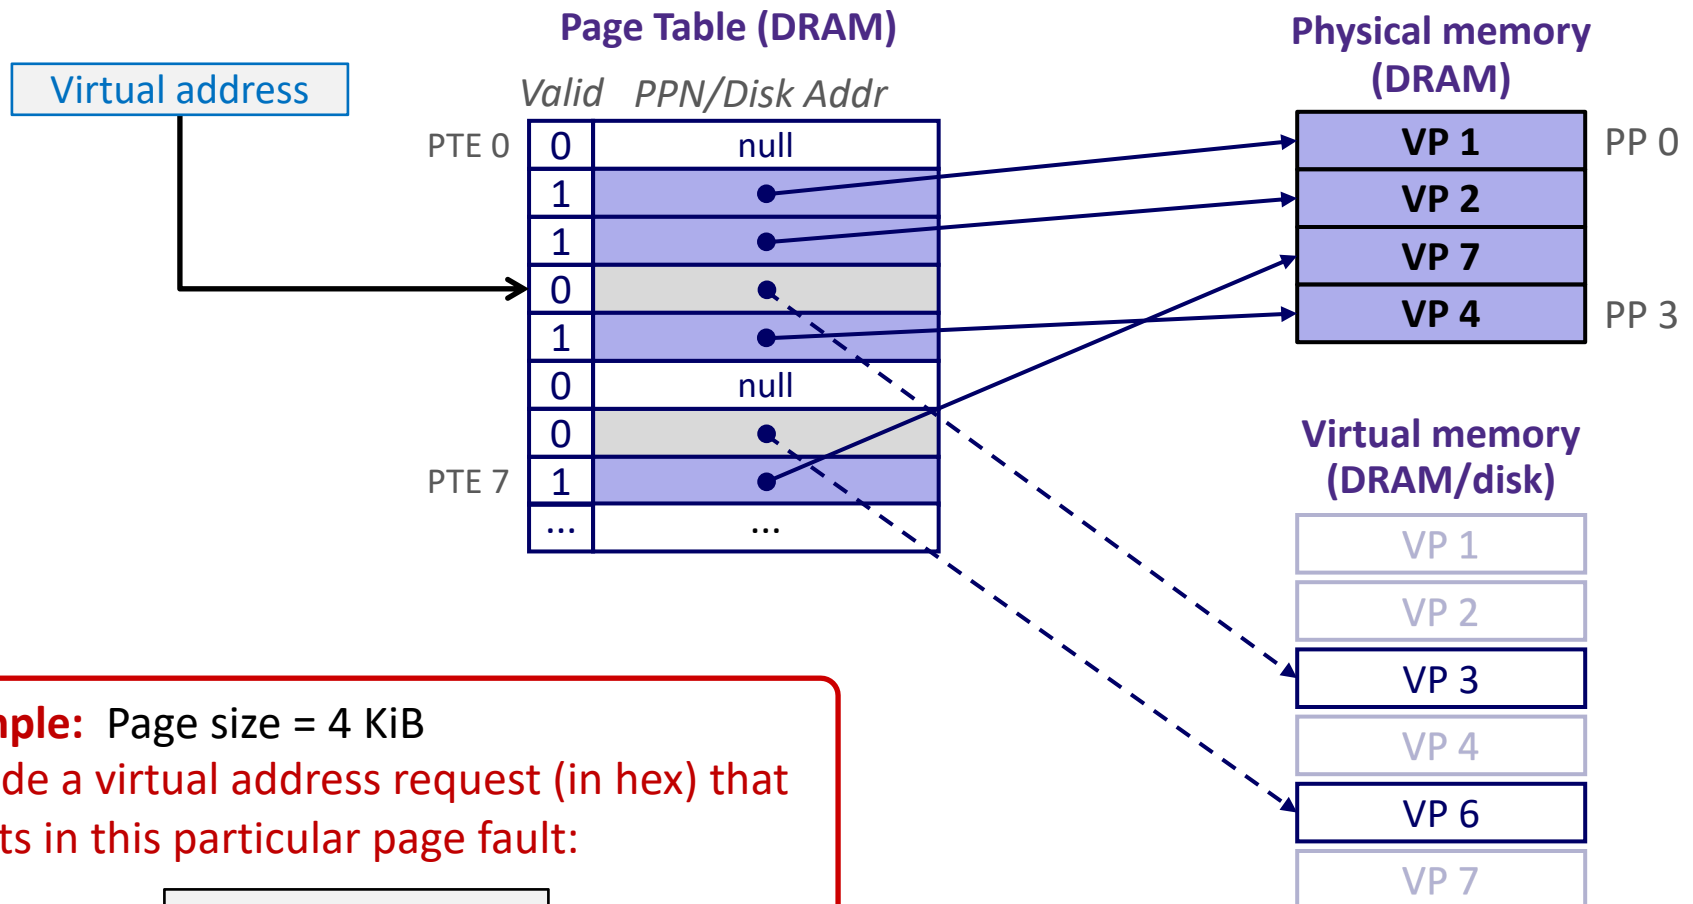 Page Table (DRAM)
Physical memory
(DRAM)
Virtual address
Valid PPN/Disk Addr
PTE 0 0 null
1
1
0
1
0 null
0
PTE 7 1
... ...
VP 1 PP 0
VP 2
VP 7
VP 4 PP 3
Virtual memory
(DRAM/disk)
VP 1
VP 2
VP 3
VP 4
VP 6
VP 7
mple: Page size = 4 KiB
de a virtual address request (in hex) that
ts in this particular page fault: